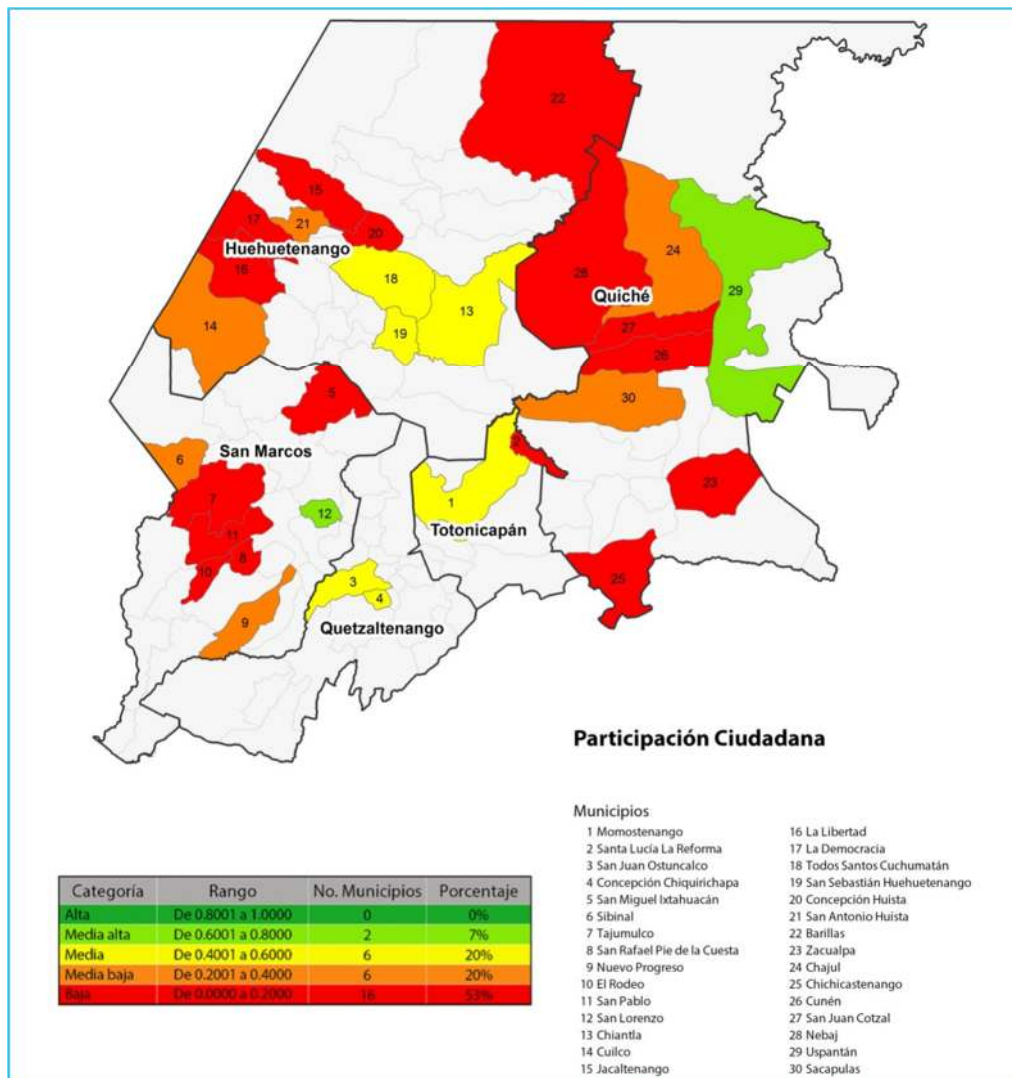 22
15
17
21
20
Huehuetenango
16
18
24
28
13
29
Quiché
14
19
27
26
5
30
San Marcos
6
7
12
1
23
11
Totonicapán
8
10
3
25
4
9
Quetzaltenango
Participación Ciudadana
Municipios
1 Momostenango
2 Santa Lucía La Reforma
3 San Juan Ostuncalco
4 Concepción Chiquirichapa
5 San Miguel Ixtahuacán
6 Sibinal
7 Tajumulco
8 San Rafael Pie de la Cuesta
9 Nuevo Progreso
10 El Rodeo
11 San Pablo
12 San Lorenzo
13 Chiantla
14 Cuilco
15 Jacaltenango
16 La Libertad
17 La Democracia
18 Todos Santos Cuchumatán
19 San Sebastián Huehuetenango
20 Concepción Huista
21 San Antonio Huista
22 Barillas
23 Zacualpa
24 Chajul
25 Chichicastenango
26 Cunén
27 San Juan Cotzal
28 Nebaj
29 Uspantán
30 Sacapulas
Categoría Rango No. Municipios Porcentaje
Alta De 0.8001 a 1.0000 0 0%
Media alta De 0.6001 a 0.8000 2 7%
Media De 0.4001 a 0.6000 6 20%
Media baja De 0.2001 a 0.4000 6 20%
Baja De 0.0000 a 0.2000 16 53%